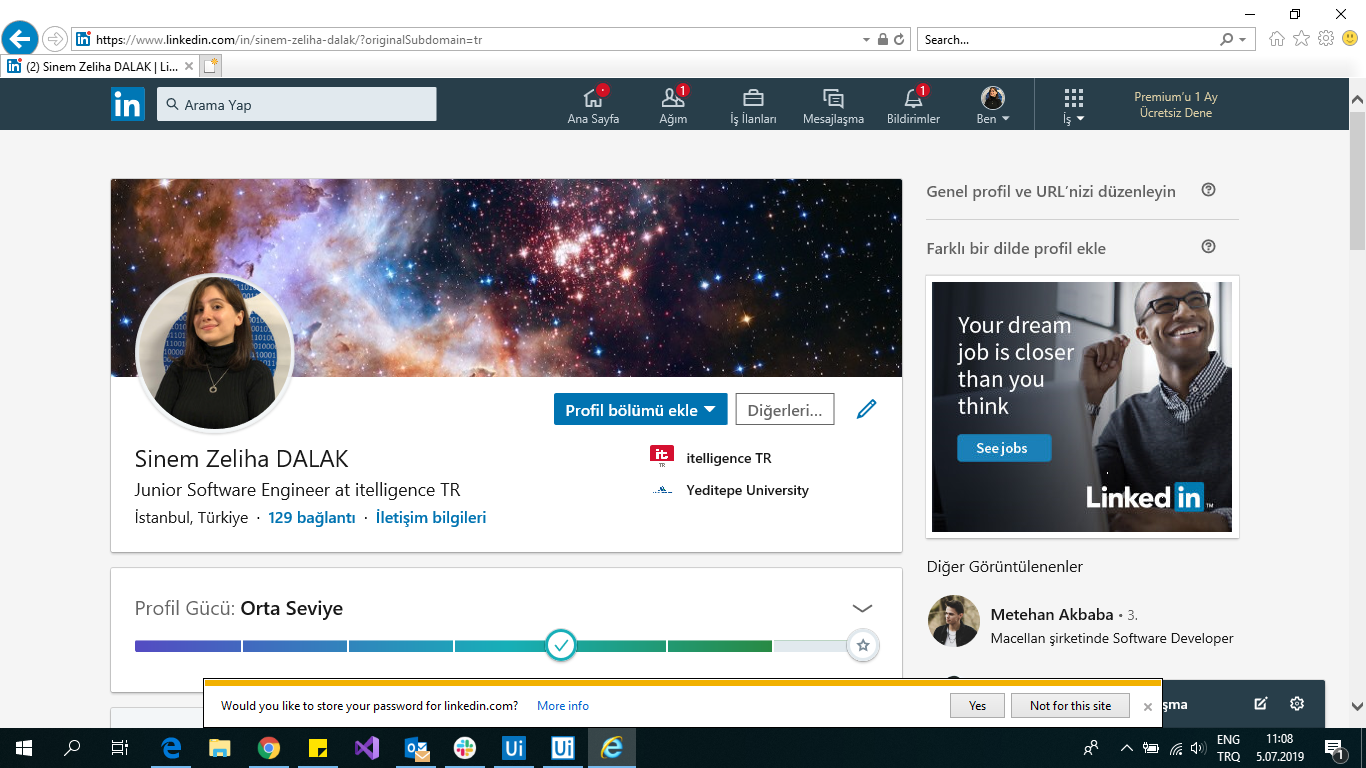 https://www.linkedin.com/in/sinem-zeliha-dalak/?originalSubdomain=tr
Search...
(2) Sinem Zeliha DALAK | Li...
in
Arama Yap
Ana Sayfa
1
Ağım
İş İlanları
Mesajlaşma
1
Bildirimler
Ben
İş
Premium'u 1 Ay
Ücretsiz Dene
Genel profil ve URL'nizi düzenleyin
Farklı bir dilde profil ekle
Your dream
job is closer
than you
think
See jobs
Linked in
Profil bölümü ekle
Diğerleri...
Sinem Zeliha DALAK
Junior Software Engineer at itelligence TR
İstanbul, Türkiye · 129 bağlantı · İletişim bilgileri
it
TR
itelligence TR
Yeditepe University
Diğer Görüntülenenler
Metehan Akbaba • 3.
Macellan şirketinde Software Developer
Profil Gücü: Orta Seviye
Would you like to store your password for linkedin.com? More info
Yes
Not for this site
şma
Ui
Ui
ENG
TRQ
11:08
5.07.2019
1